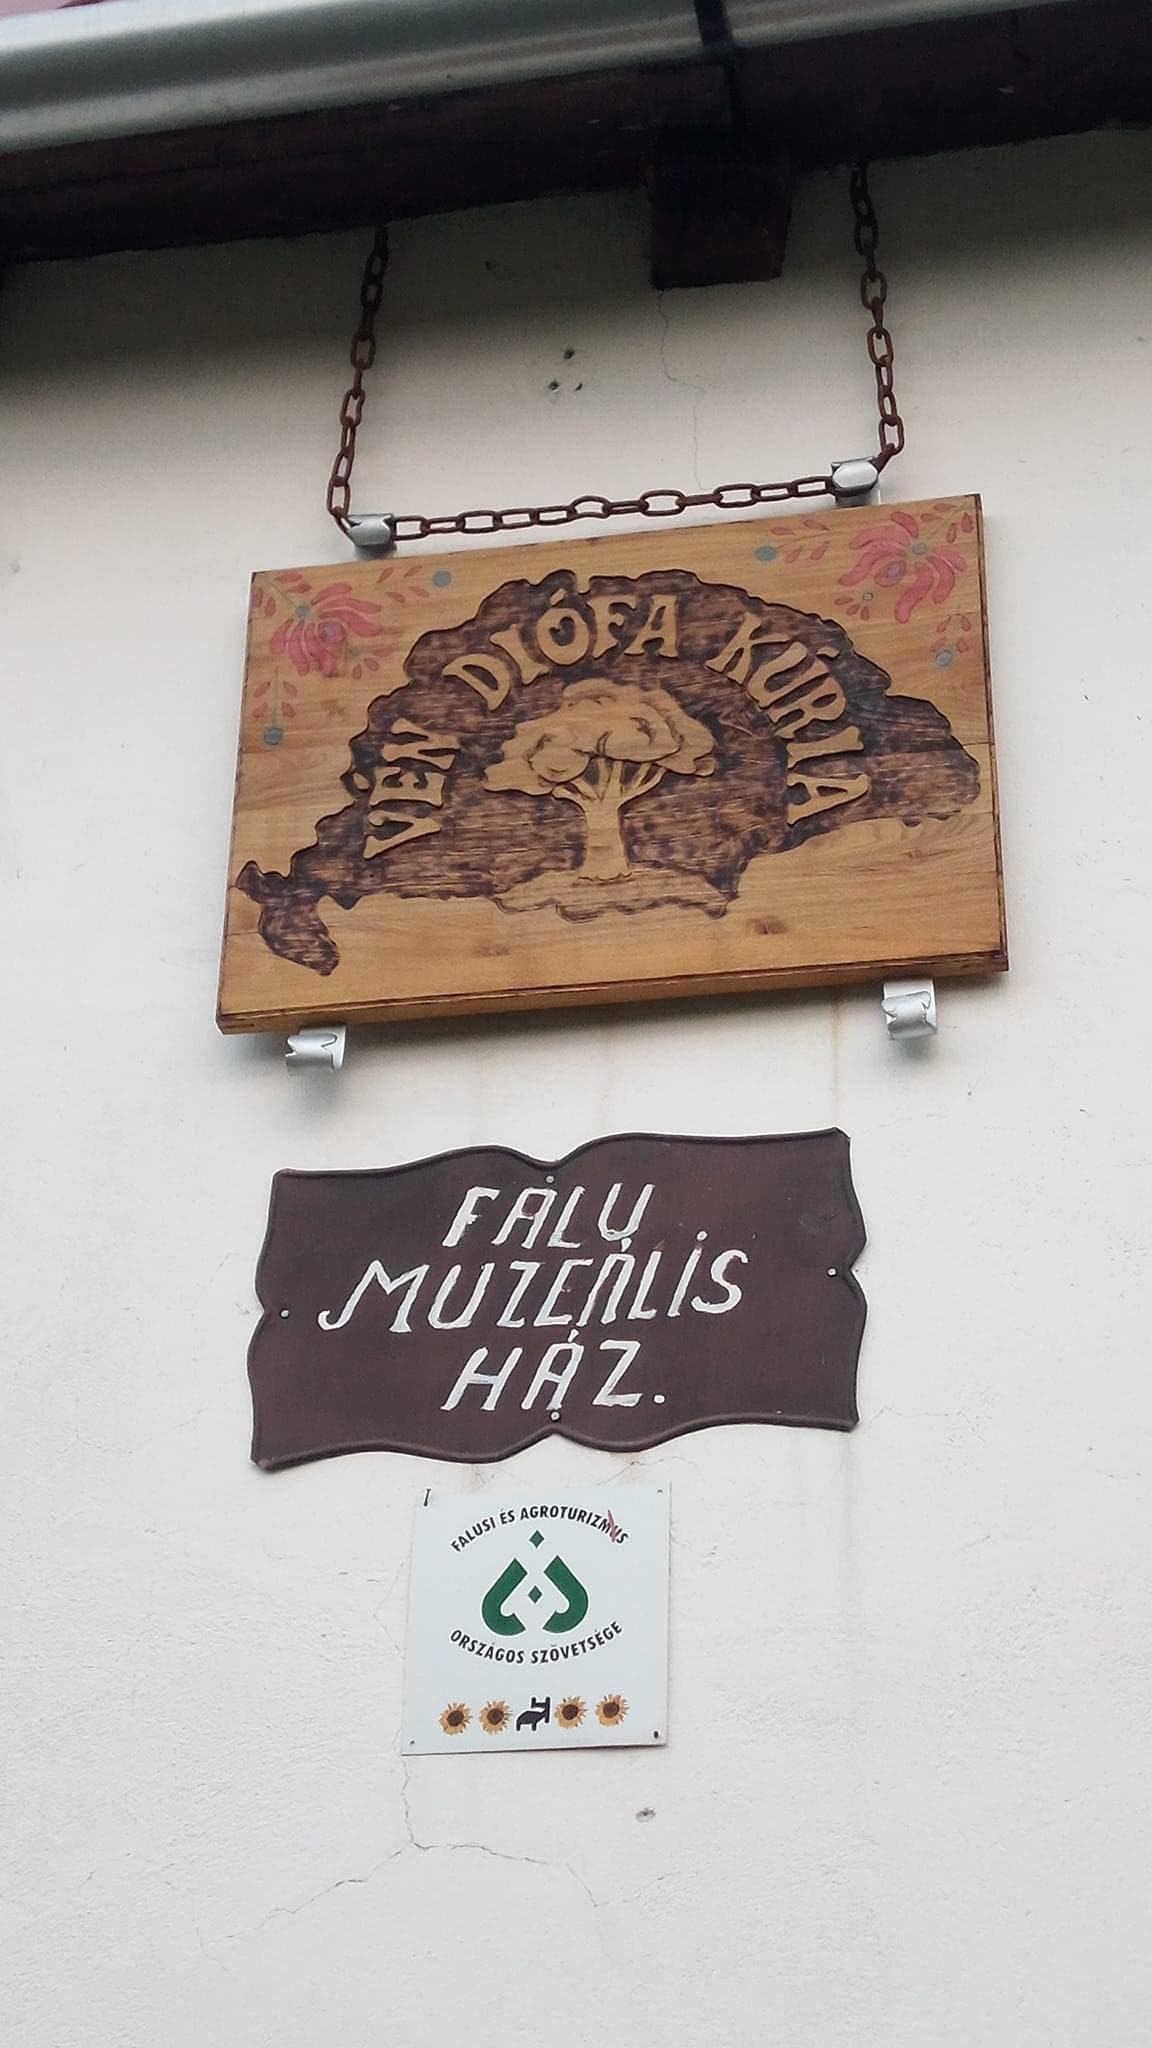 VÉN DIÓFA KÚRIA
FALU
MUZEÁLIS
HÁZ.
FALUSI ÉS AGROTURIZMUS
ORSZÁGOS SZÖVETSÉGE